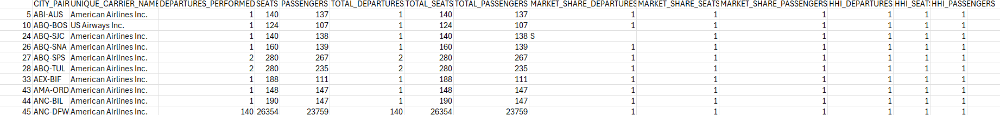 CITY_PAIR UNIQUE_CARRIER_NAME DEPARTURES_PERFORMED SEATS PASSENGERS TOTAL_DEPARTURES TOTAL_SEATS TOTAL_PASSENGERS MARKET_SHARE_DEPARTURES MARKET_SHARE_SEATS MARKET_SHARE_PASSENGERS HHI_DEPARTURES HHI_SEATS HHI_PASSENGERS
5 ABI-AUS American Airlines Inc. 1 140 137 1 140 137 1 1 1 1 1 1
10 ABQ-BOS US Airways Inc. 1 124 107 1 124 107 1 1 1 1 1 1
24 ABQ-SJC American Airlines Inc. 1 140 138 1 140 138 S 1 1 1 1 1
26 ABQ-SNA American Airlines Inc. 1 160 139 1 160 139 1 1 1 1 1 1
27 ABQ-SPS American Airlines Inc. 2 280 267 2 280 267 1 1 1 1 1 1
28 ABQ-TUL American Airlines Inc. 2 280 235 2 280 235 1 1 1 1 1 1
33 AEX-BIF American Airlines Inc. 1 188 111 1 188 111 1 1 1 1 1 1
43 AMA-ORD American Airlines Inc. 1 148 147 1 148 147 1 1 1 1 1 1
44 ANC-BIL American Airlines Inc. 1 190 147 1 190 147 1 1 1 1 1 1
45 ANC-DFW American Airlines Inc. 140 26354 23759 140 26354 23759 1 1 1 1 1 1